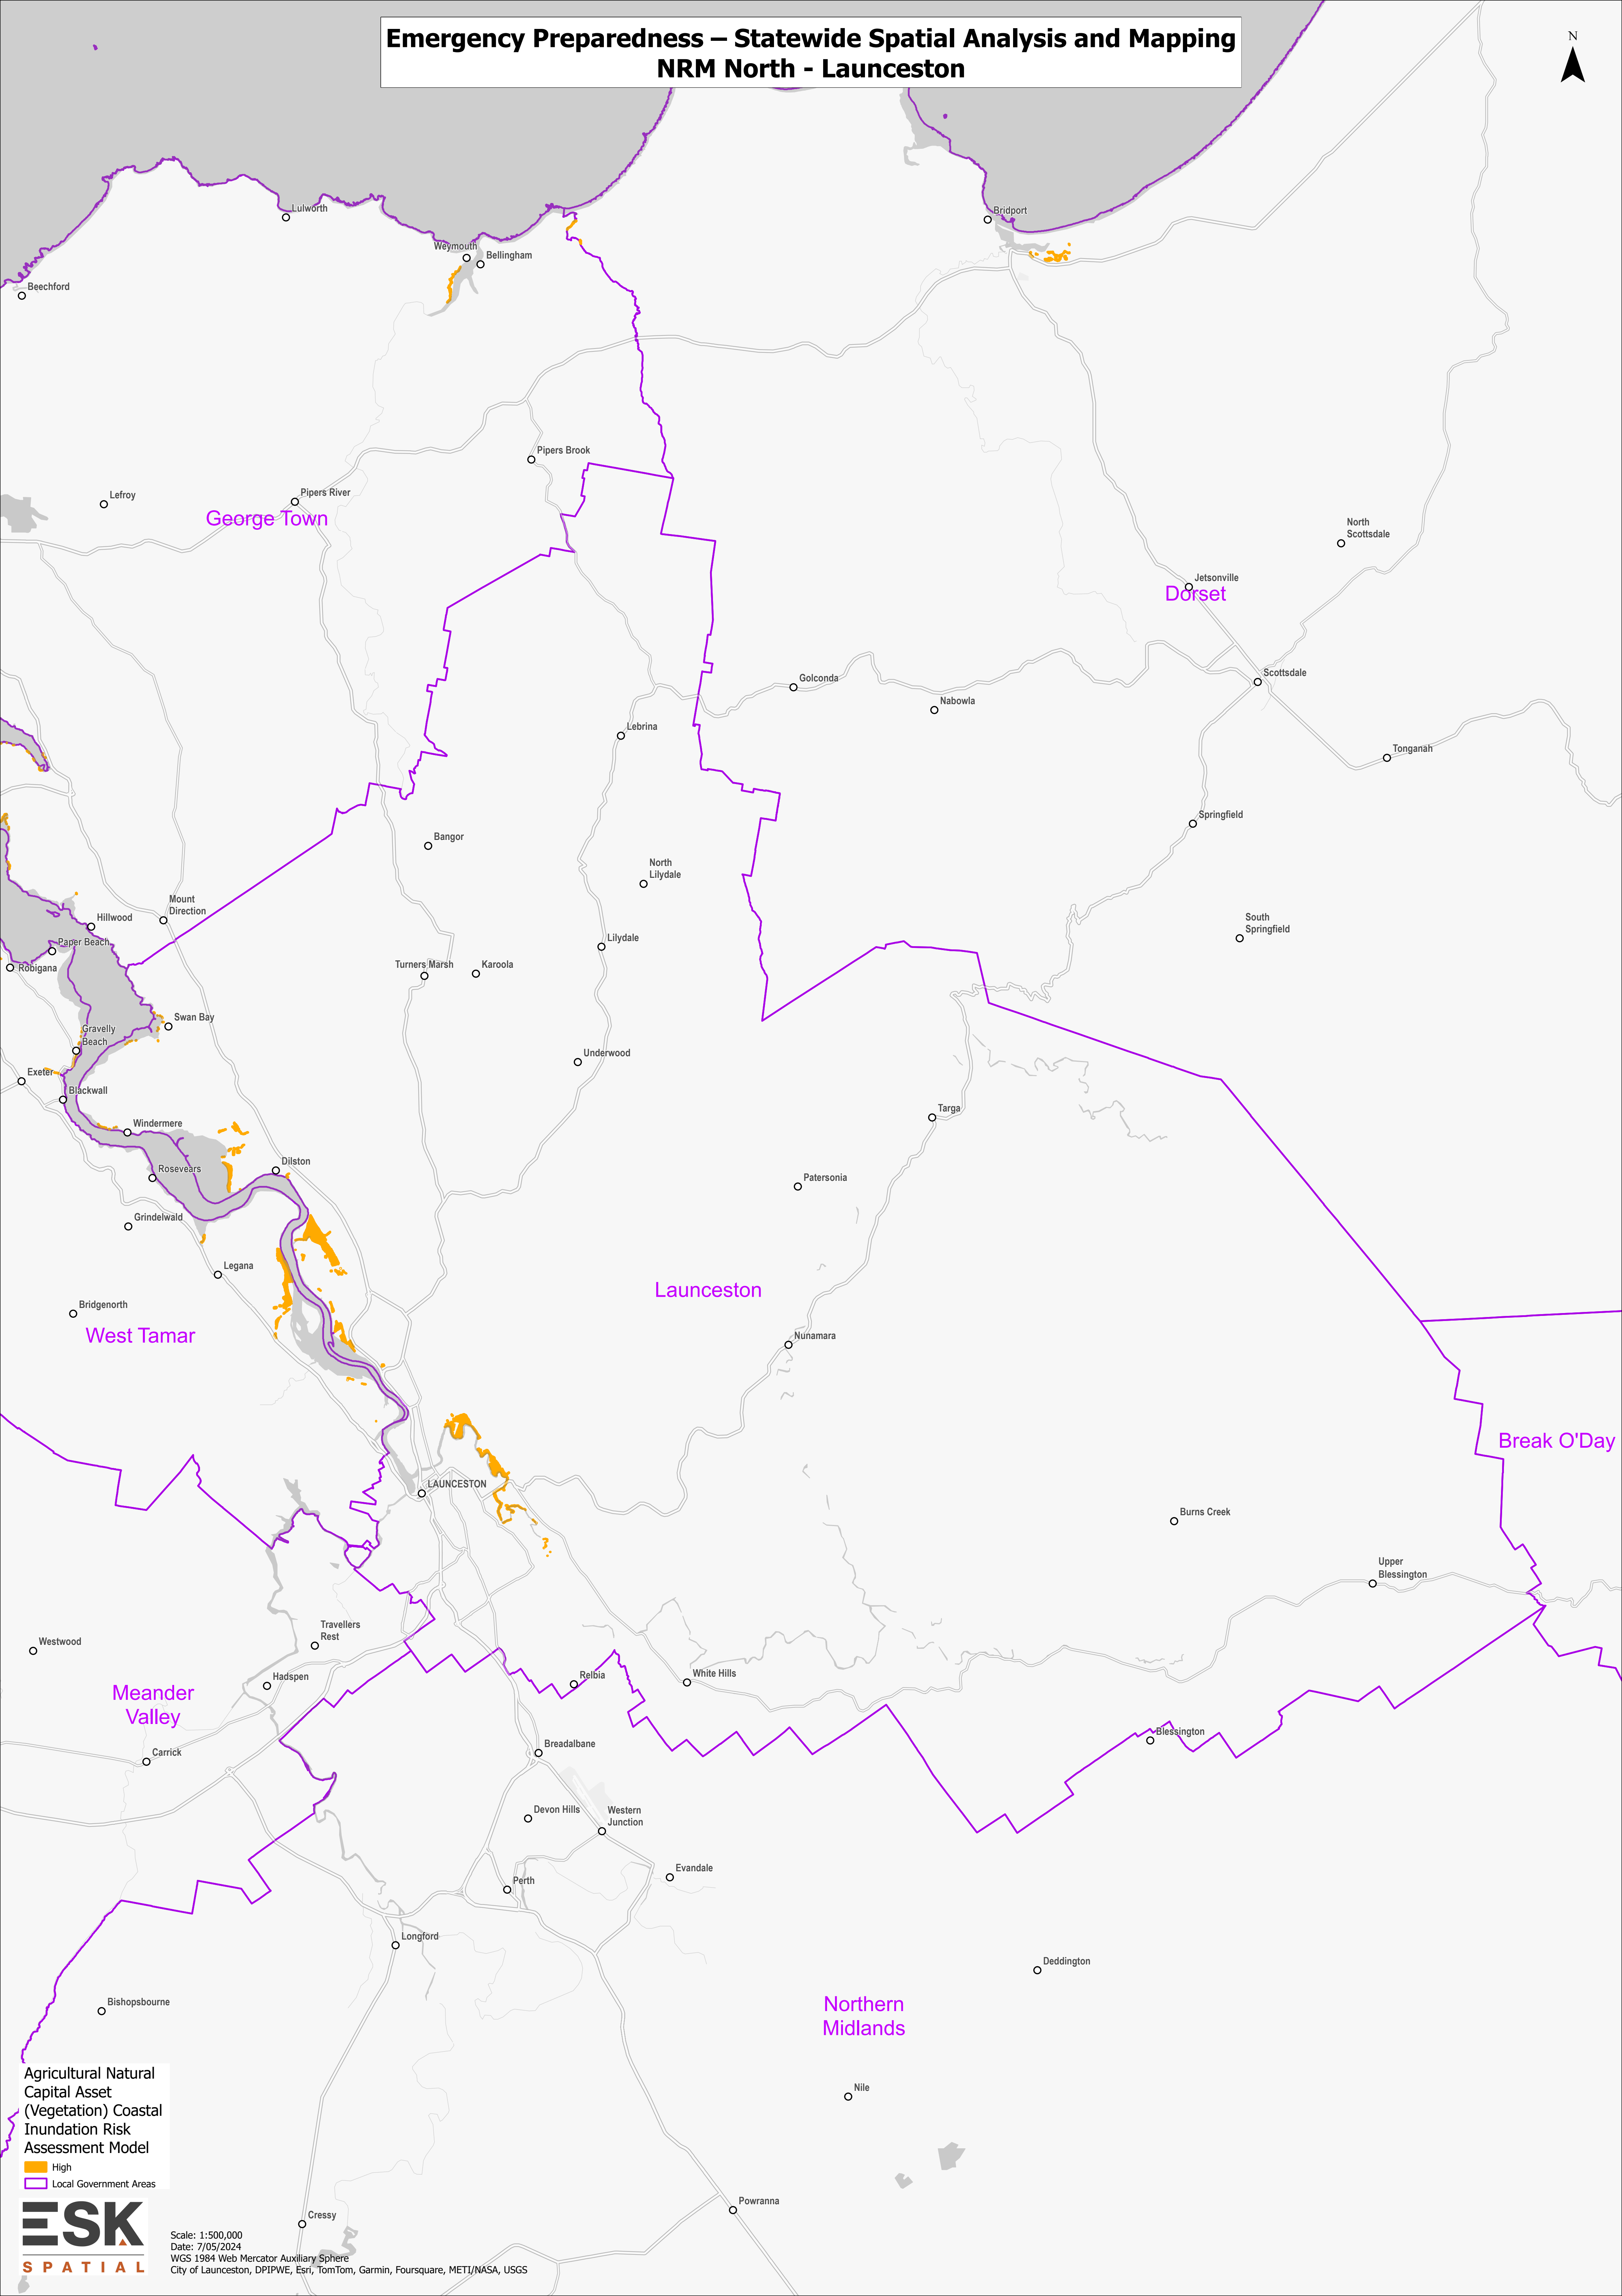 Emergency Preparedness – Statewide Spatial Analysis and Mapping
NRM North - Launceston
N
Lulworth
Bridport
Weymouth
Bellingham
Beechford
Pipers Brook
Lefroy
Pipers River
George Town
North
Scottsdale
Jetsonville
Dorset
Golconda
Scottsdale
Nabowla
Lebrina
Tonganah
Springfield
Bangor
North
Lilydale
Mount
Direction
Hillwood
South
Springfield
Paper Beach
Lilydale
Robigana
Turners Marsh
Karoola
Swan Bay
Gravelly
Beach
Underwood
Exeter
Blackwall
Targa
Windermere
Dilston
Rosevears
Patersonia
Grindelwald
Legana
Launceston
Bridgenorth
West Tamar
Nunamara
Break O'Day
LAUNCESTON
Burns Creek
Upper
Blessington
Travellers
Rest
Westwood
Hadspen
Relbia
White Hills
Meander
Valley
Blessington
Breadalbane
Carrick
Devon Hills
Western
Junction
Evandale
Perth
Longford
Deddington
Bishopsbourne
Northern
Midlands
Nile
Agricultural Natural
Capital Asset
(Vegetation) Coastal
Inundation Risk
Assessment Model
High
Local Government Areas
Powranna
Cressy
ESK
SPATIAL
Scale: 1:500,000
Date: 7/05/2024
WGS 1984 Web Mercator Auxiliary Sphere
City of Launceston, DPIPWE, Esri, TomTom, Garmin, Foursquare, METI/NASA, USGS